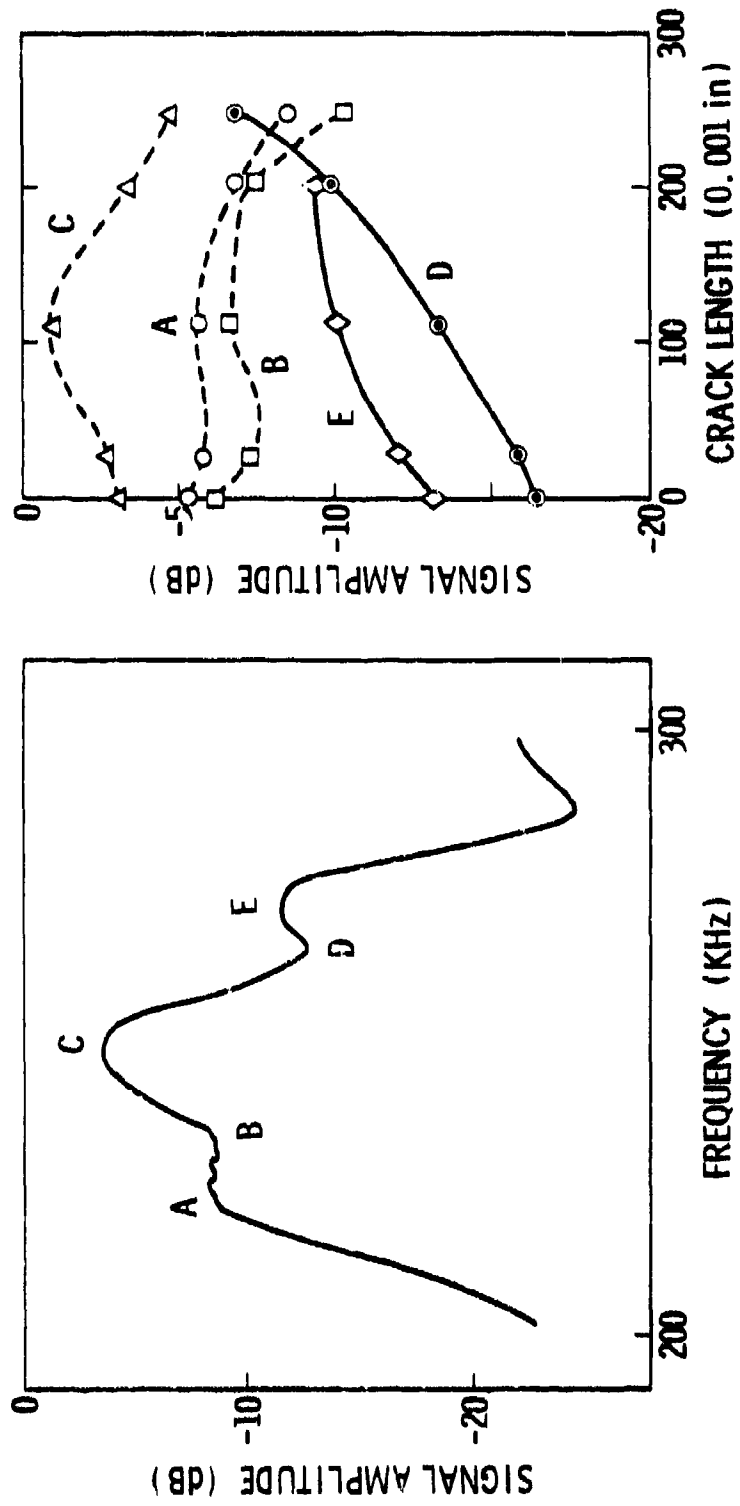 0
-10
-20
SIGNAL AMPLITUDE (dB)
A
B
C
D
E
200
300
FREQUENCY (KHz)
0
-5
-10
-20
SIGNAL AMPLITUDE (dB)
C
A
B
E
D
0
100
200
300
CRACK LENGTH (0.001 in)